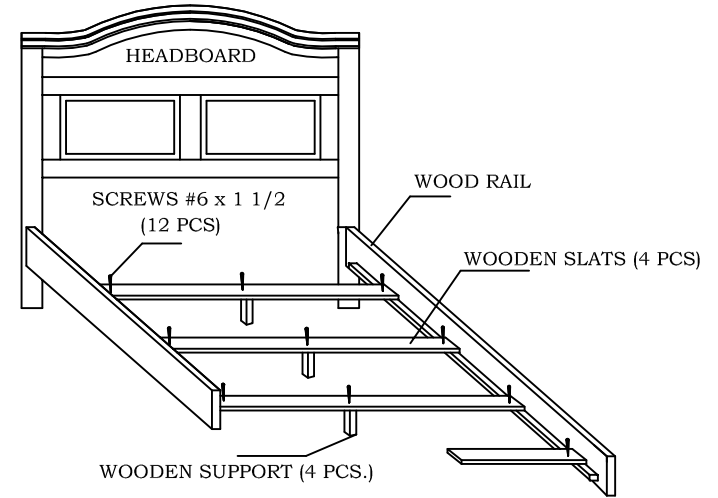 HEADBOARD
WOOD RAIL
SCREWS #6 x 1 1/2
(12 PCS)
WOODEN SLATS (4 PCS)
WOODEN SUPPORT (4 PCS.)